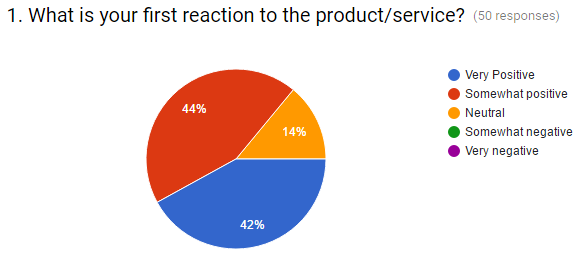 1. What is your first reaction to the product/service? (50 responses)
44%
14%
42%
Very Positive
Somewhat positive
Neutral
Somewhat negative
Very negative